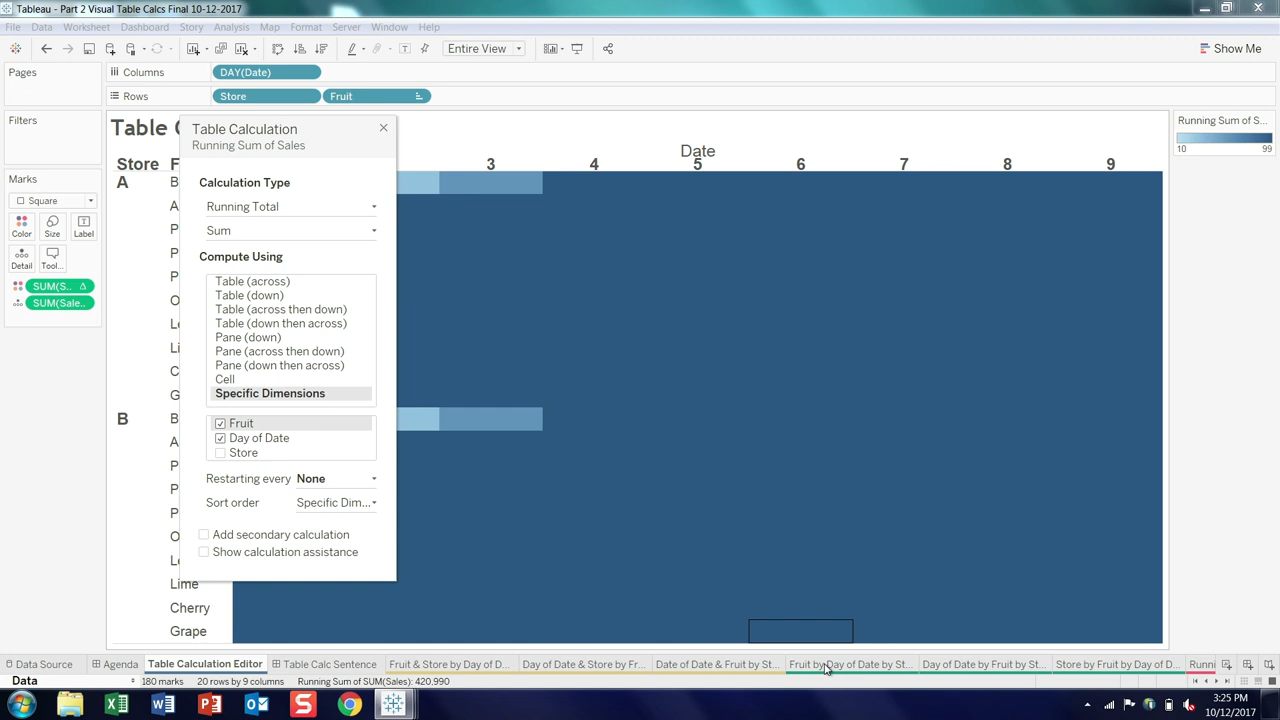 Tableau - Part 2 Visual Table Calcs Final 10-12-2017
File Data Worksheet Dashboard Story Analysis Map Format Server Window Help
Entire View
Show Me
Pages
Columns DAY(Date)
Rows Store Fruit
Filters
Marks
Square
Color Size Label
Detail Tool...
SUM(S..
SUM(Sale..
Table C
Date
Store F 3 4 5 6 7 8 9
A B
A
P
P
P
O
Le
Li
C
G
B B
A
P
P
P
O
Le
Lime
Cherry
Grape
Table Calculation
Running Sum of Sales
Calculation Type
Running Total
Sum
Compute Using
Table (across)
Table (down)
Table (across then down)
Table (down then across)
Pane (down)
Pane (across then down)
Pane (down then across)
Cell
Specific Dimensions
Fruit
Day of Date
Store
Restarting every None
Sort order Specific Dim...
Add secondary calculation
Show calculation assistance
Running Sum of S...
10 99
Data Source Agenda Table Calculation Editor Table Calc Sentence Fruit & Store by Day of D... Day of Date & Store by Fr... Date of Date & Fruit by St... Fruit by Day of Date by St... Day of Date by Fruit by St... Store by Fruit by Day of D... Runni
Data 180 marks 20 rows by 9 columns Running Sum of SUM(Sales): 420,990
3:25 PM
10/12/2017